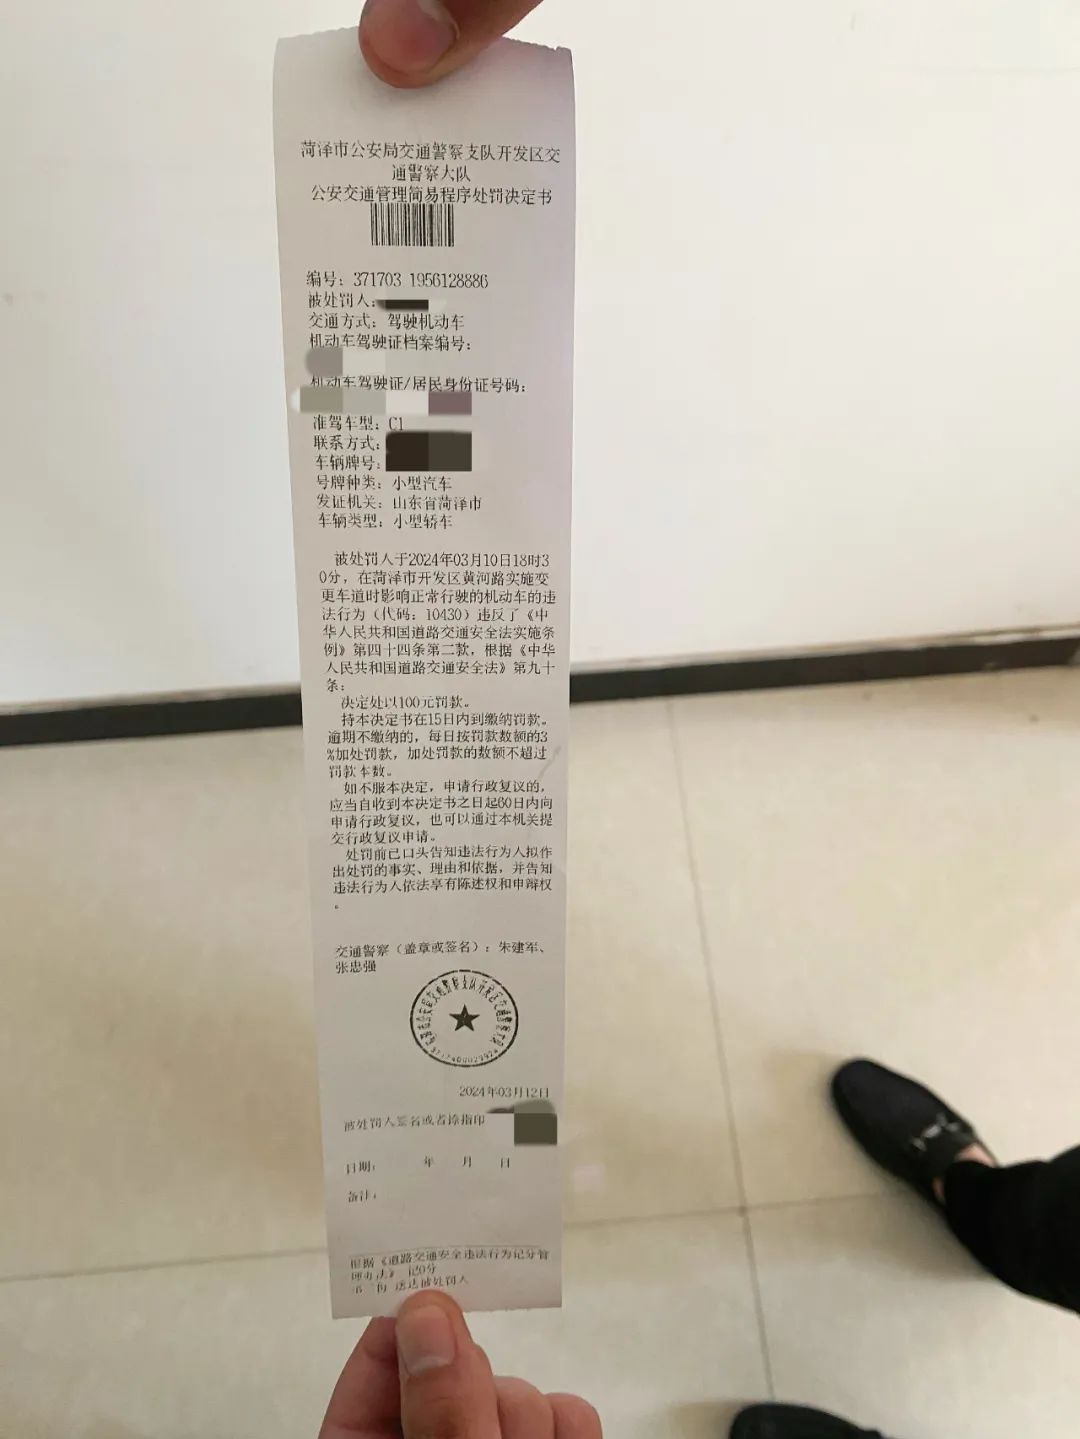 菏泽市公安局交通警察支队开发区交
通警察大队
公安交通管理简易程序处罚决定书
编号：371703 1956128886
被处罚人：
交通方式：驾驶机动车
机动车驾驶证档案编号：
机动车驾驶证/居民身份证号码：
准驾车型：C1
联系方式：
车辆牌号：
号牌种类：小型汽车
发证机关：山东省菏泽市
车辆类型：小型轿车
被处罚人于2024年03月10日18时3
0分，在菏泽市开发区黄河路实施变
更车道时影响正常行驶的机动车的违
法行为（代码：10430）违反了《中
华人民共和国道路交通安全法实施条
例》第四十四条第二款，根据《中华
人民共和国道路交通安全法》第九十
条：
决定处以100元罚款。
持本决定书在15日内到缴纳罚款。
逾期不缴纳的，每日按罚款数额的3
%加处罚款，加处罚款的数额不超过
罚款本数。
如不服本决定，申请行政复议的，
应当自收到本决定书之日起60日内向
申请行政复议，也可以通过本机关提
交行政复议申请。
处罚前已口头告知违法行为人拟作
出处罚的事实、理由和依据，并告知
违法行为人依法享有陈述权和申辩权
。
交通警察（盖章或签名）：朱建军、
张忠强
2024年03月12日
被处罚人签名或者捺指印
日期： 年 月 日
备注：
根据《道路交通安全违法行为记分管
理办法》 记0分
第二份 送达被处罚人